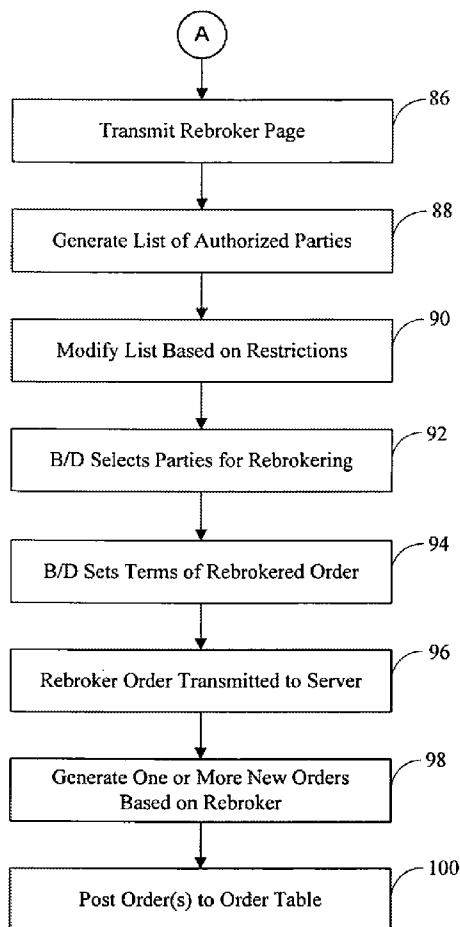 A
86
Transmit Rebroker Page
88
Generate List of Authorized Parties
90
Modify List Based on Restrictions
92
B/D Selects Parties for Rebrokering
94
B/D Sets Terms of Rebrokered Order
96
Rebroker Order Transmitted to Server
98
Generate One or More New Orders
Based on Rebroker
100
Post Order(s) to Order Table